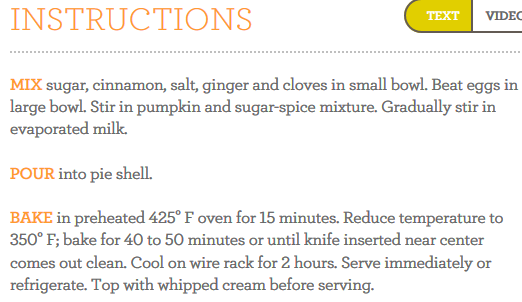 INSTRUCTIONS
TEXT VIDEO
MIX sugar, cinnamon, salt, ginger and cloves in small bowl. Beat eggs in
large bowl. Stir in pumpkin and sugar-spice mixture. Gradually stir in
evaporated milk.
POUR into pie shell.
BAKE in preheated 425° F oven for 15 minutes. Reduce temperature to
350° F; bake for 40 to 50 minutes or until knife inserted near center
comes out clean. Cool on wire rack for 2 hours. Serve immediately or
refrigerate. Top with whipped cream before serving.